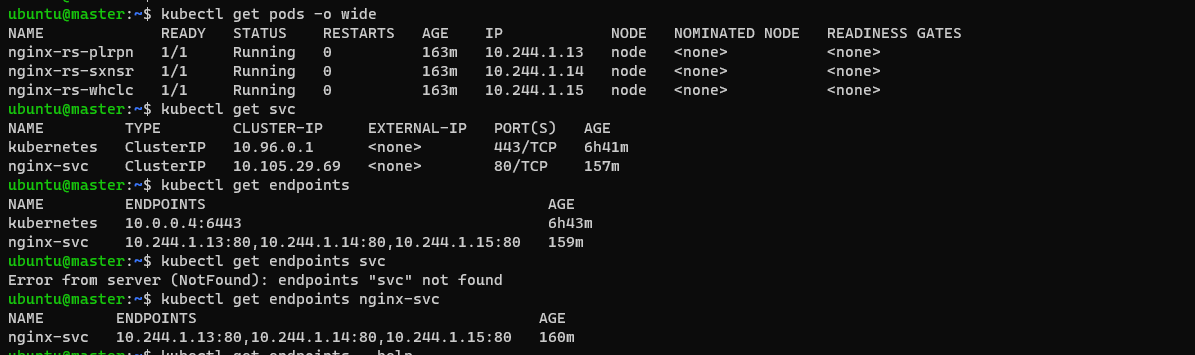 ubuntu@master:~$ kubectl get pods -o wide
NAME READY STATUS RESTARTS AGE IP NODE NOMINATED NODE READINESS GATES
nginx-rs-plrpn 1/1 Running 0 163m 10.244.1.13 node <none> <none>
nginx-rs-sxnsr 1/1 Running 0 163m 10.244.1.14 node <none> <none>
nginx-rs-whclc 1/1 Running 0 163m 10.244.1.15 node <none> <none>
ubuntu@master:~$ kubectl get svc
NAME TYPE CLUSTER-IP EXTERNAL-IP PORT(S) AGE
kubernetes ClusterIP 10.96.0.1 <none> 443/TCP 6h41m
nginx-svc ClusterIP 10.105.29.69 <none> 80/TCP 157m
ubuntu@master:~$ kubectl get endpoints
NAME ENDPOINTS AGE
kubernetes 10.0.0.4:6443 6h43m
nginx-svc 10.244.1.13:80,10.244.1.14:80,10.244.1.15:80 159m
ubuntu@master:~$ kubectl get endpoints svc
Error from server (NotFound): endpoints "svc" not found
ubuntu@master:~$ kubectl get endpoints nginx-svc
NAME ENDPOINTS AGE
nginx-svc 10.244.1.13:80,10.244.1.14:80,10.244.1.15:80 160m
ubuntu@master:~$ kubectl get endpoints --help